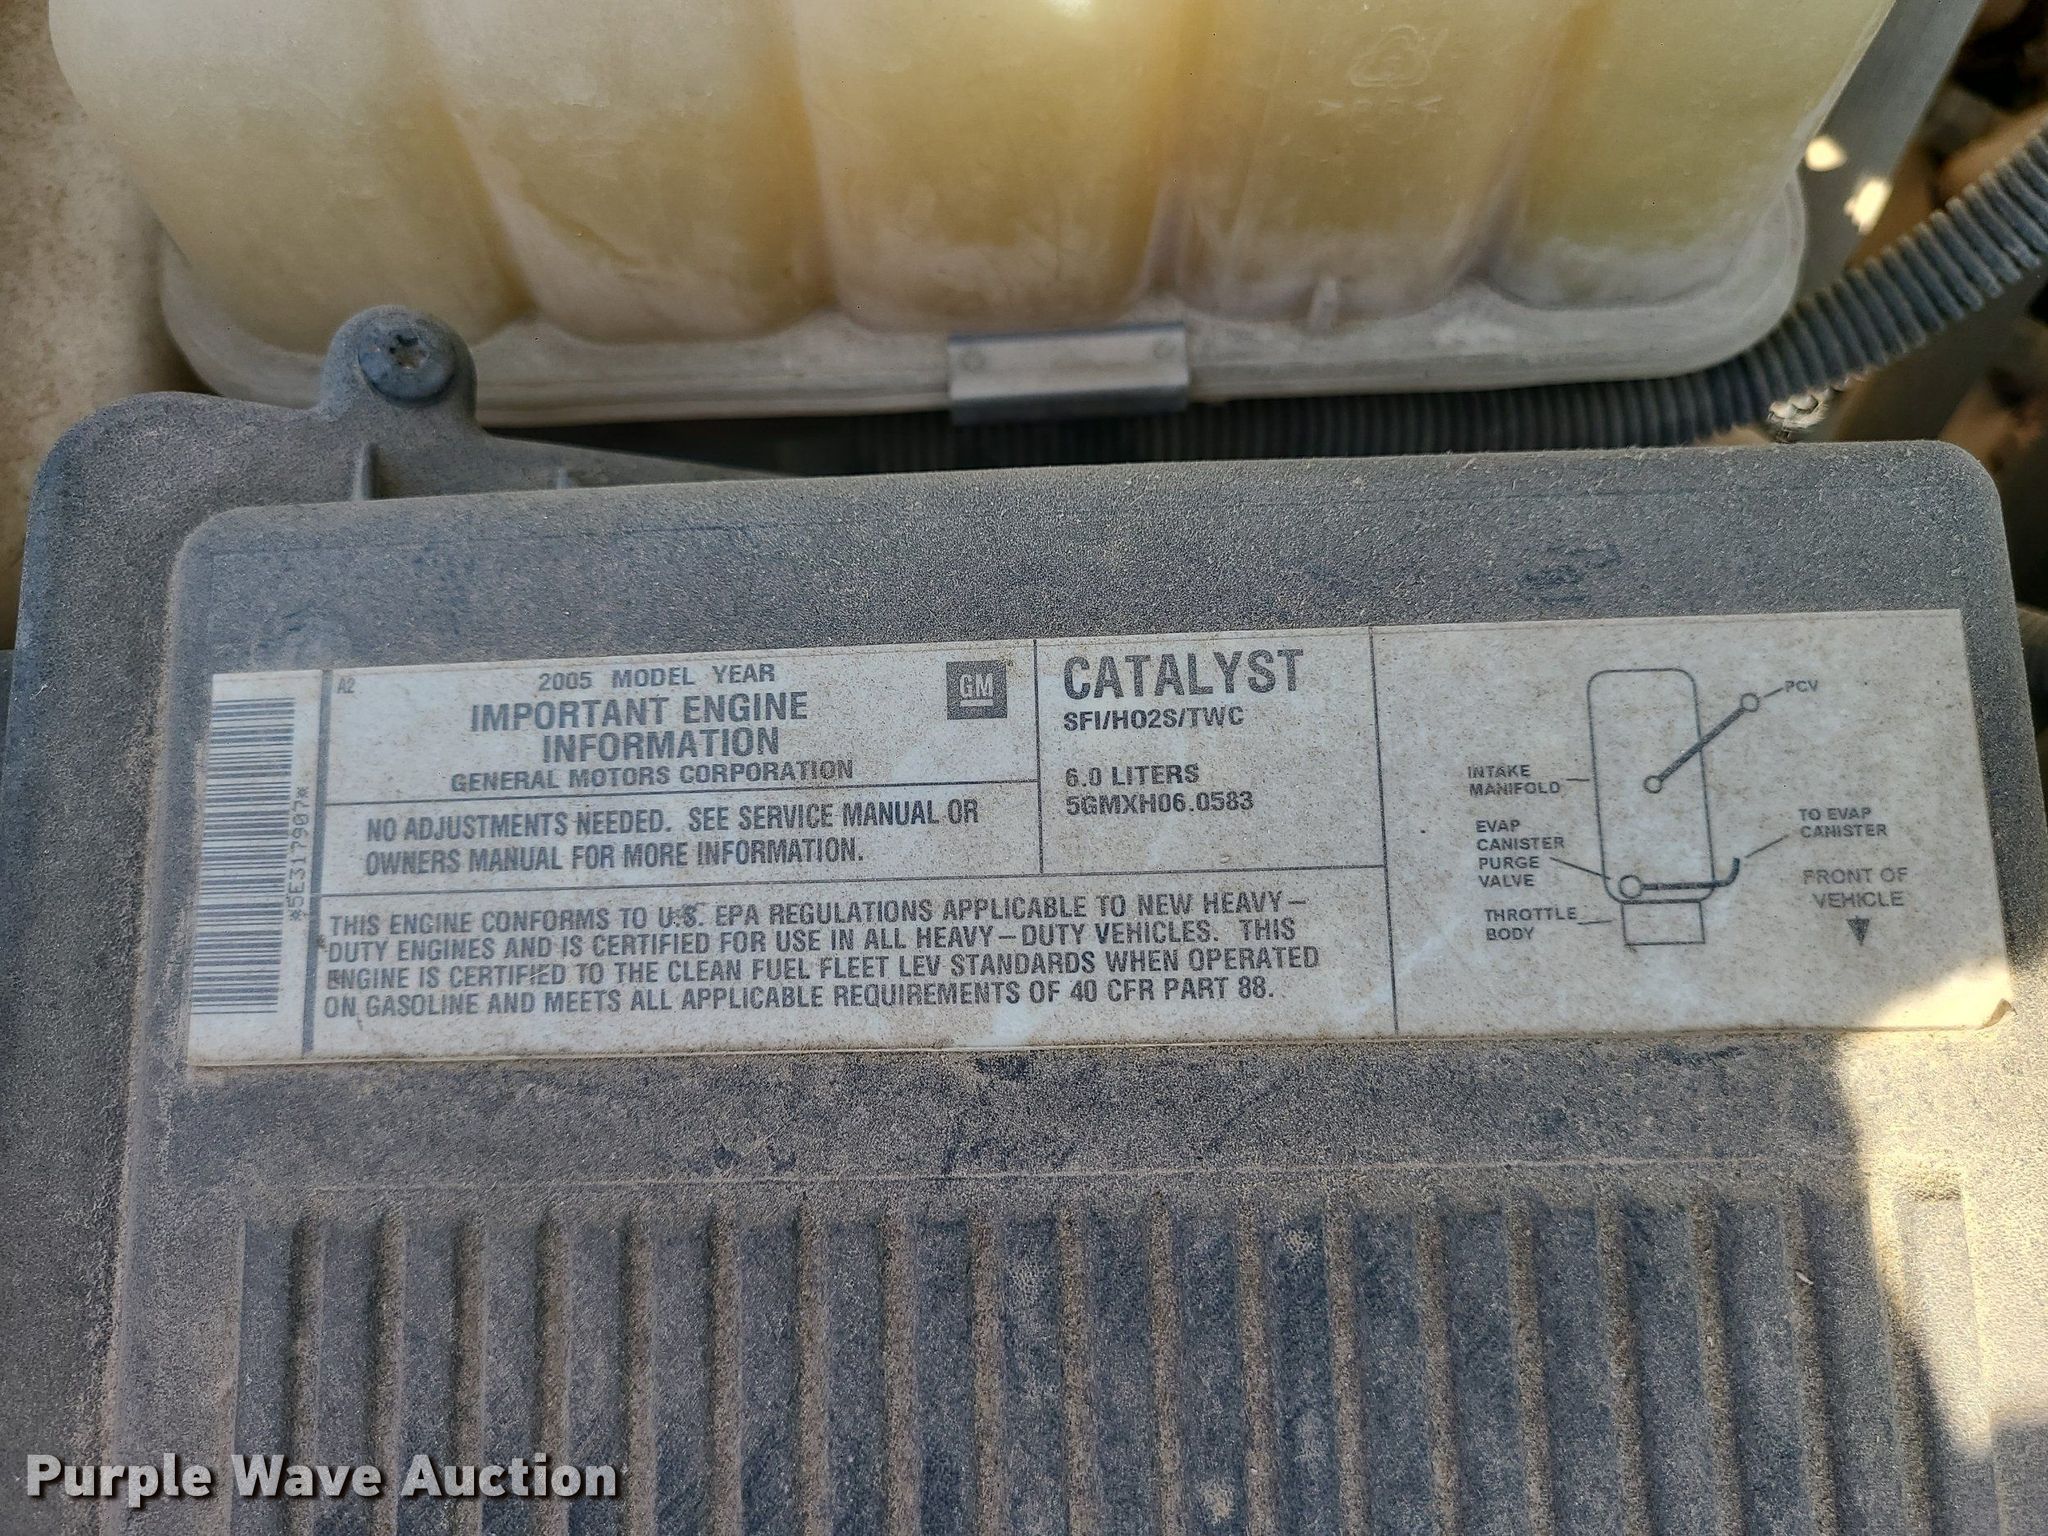 >PP<
A2
2005 MODEL YEAR
IMPORTANT ENGINE
INFORMATION
GENERAL MOTORS CORPORATION
GM
NO ADJUSTMENTS NEEDED. SEE SERVICE MANUAL OR
OWNERS MANUAL FOR MORE INFORMATION.
CATALYST
SFI/HO2S/TWC
6.0 LITERS
5GMXH06.0583
THIS ENGINE CONFORMS TO U.S. EPA REGULATIONS APPLICABLE TO NEW HEAVY–
DUTY ENGINES AND IS CERTIFIED FOR USE IN ALL HEAVY–DUTY VEHICLES. THIS
ENGINE IS CERTIFIED TO THE CLEAN FUEL FLEET LEV STANDARDS WHEN OPERATED
ON GASOLINE AND MEETS ALL APPLICABLE REQUIREMENTS OF 40 CFR PART 88.
*5E317907*
PCV
INTAKE
MANIFOLD
EVAP
CANISTER
PURGE
VALVE
THROTTLE
BODY
TO EVAP
CANISTER
FRONT OF
VEHICLE
Purple Wave Auction